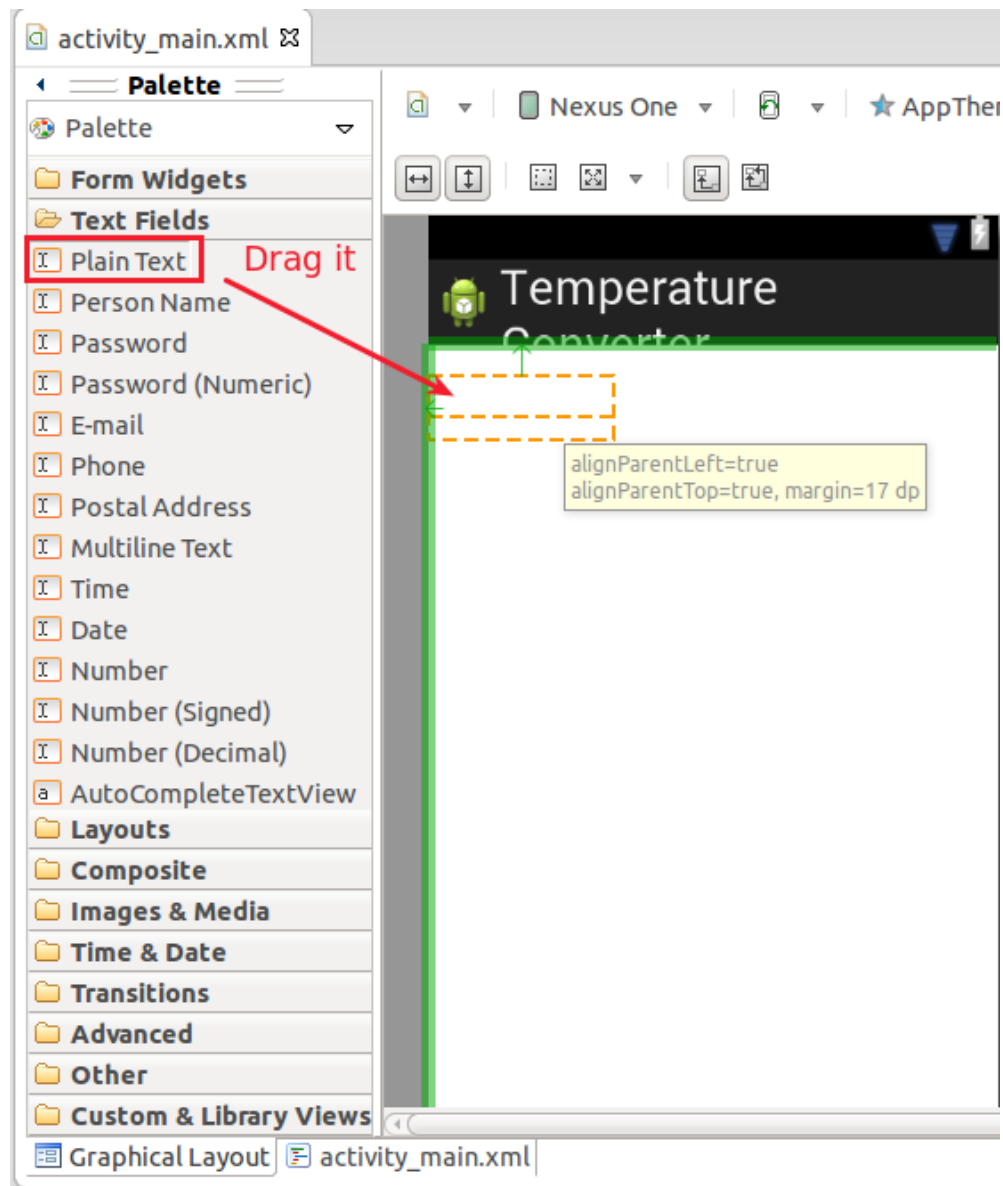 activity_main.xml
Palette
Palette
Nexus One
AppTher
Form Widgets
Text Fields
Plain Text
Drag it
Person Name
Password
Password (Numeric)
E-mail
Phone
Postal Address
Multiline Text
Time
Date
Number
Number (Signed)
Number (Decimal)
AutoCompleteTextView
Layouts
Composite
Images & Media
Time & Date
Transitions
Advanced
Other
Custom & Library Views
Temperature
Converter
alignParentLeft=true
alignParentTop=true, margin=17 dp
Graphical Layout
activity_main.xml